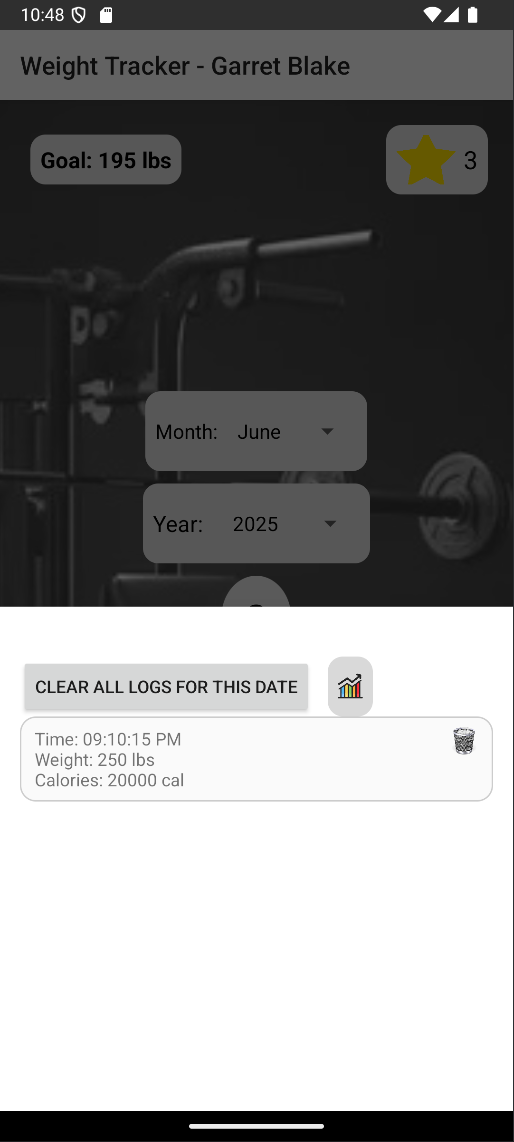 10:48
Weight Tracker - Garret Blake
Goal: 195 lbs
3
Month: June
Year: 2025
CLEAR ALL LOGS FOR THIS DATE
Time: 09:10:15 PM
Weight: 250 lbs
Calories: 20000 cal